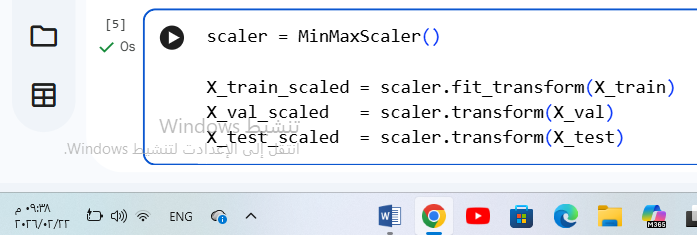 [5]
0s
scaler = MinMaxScaler()
X_train_scaled = scaler.fit_transform(X_train)
X_val_scaled   = scaler.transform(X_val)
X_test_scaled  = scaler.transform(X_test)
تنشيط Windows
انتقل إلى الإعدادات لتنشيط Windows.
٠٩:٣٨ م
٢٠٢٦/٠٢/٢٢
ENG
W
M365